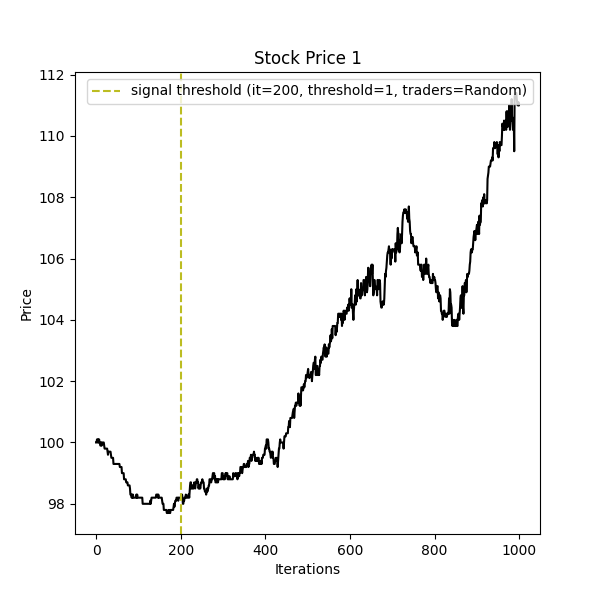 Stock Price 1
signal threshold (it=200, threshold=1, traders=Random)
112
110
108
106
104
102
100
98
Price
0 200 400 600 800 1000
Iterations